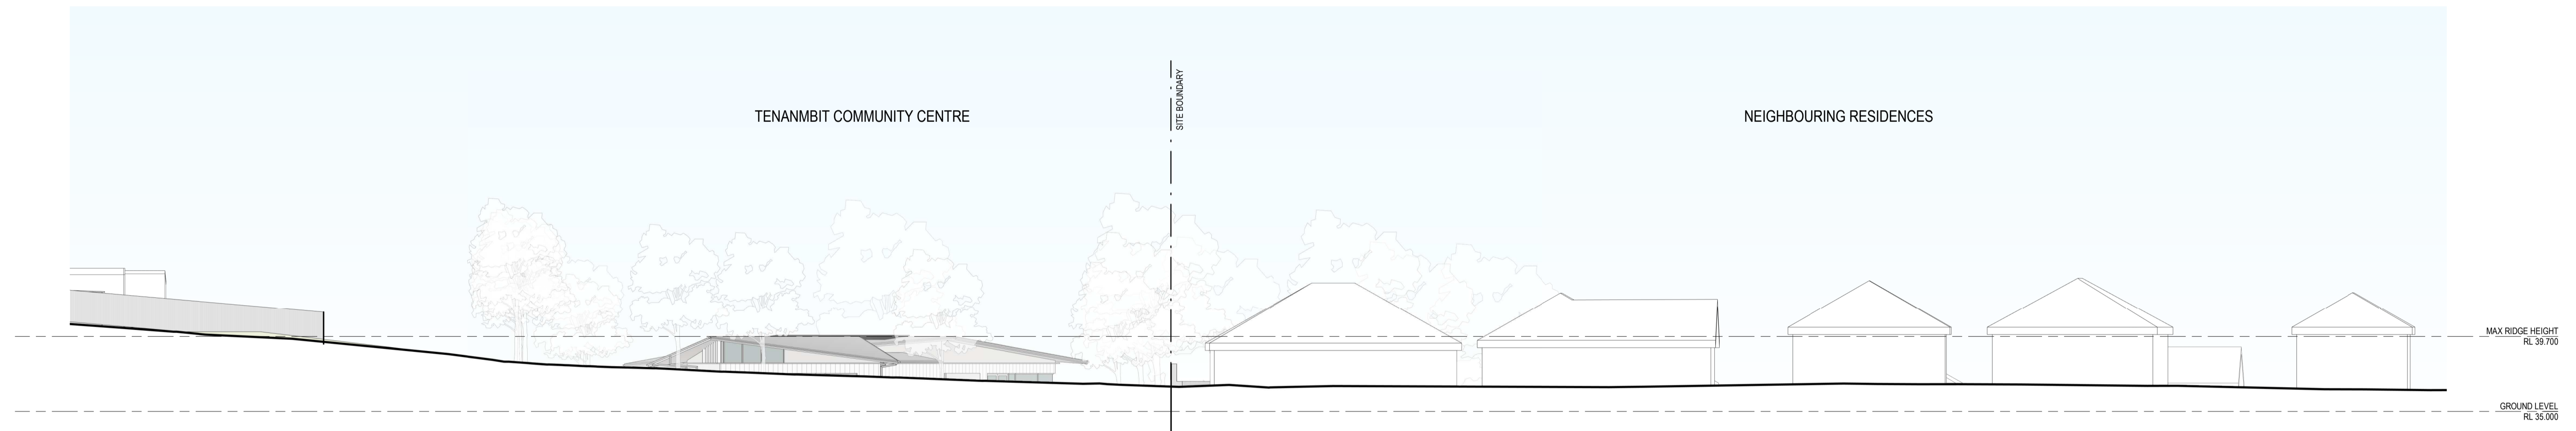 SITE BOUNDARY
TENANMBIT COMMUNITY CENTRE
NEIGHBOURING RESIDENCES
MAX RIDGE HEIGHT
RL 39.700
GROUND LEVEL
RL 35.000